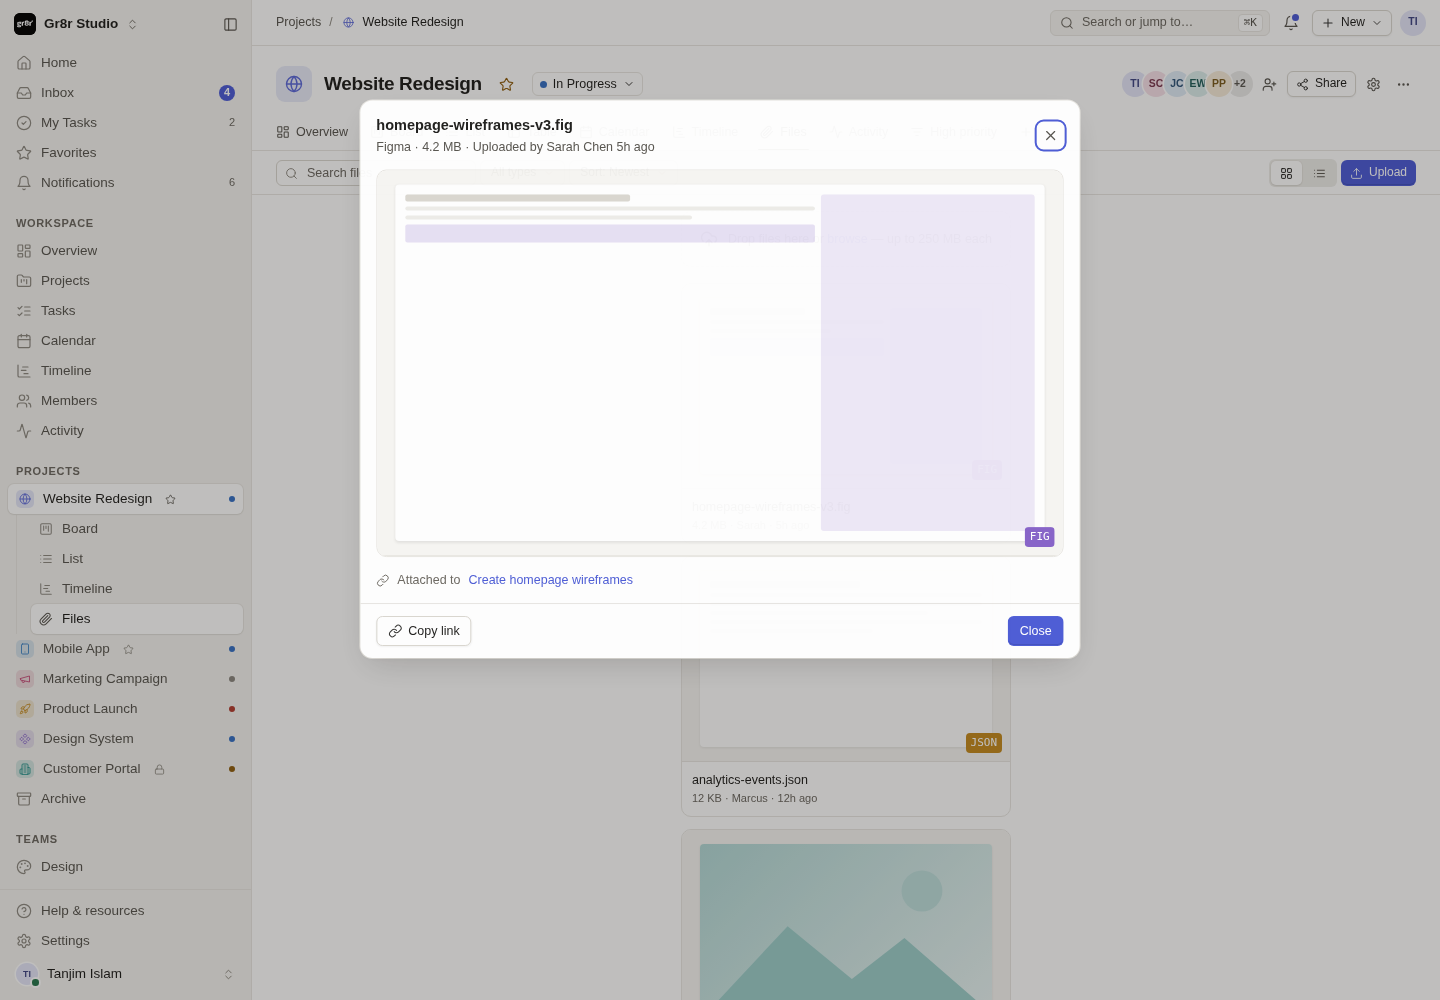 gr8r
Gr8r Studio
Home
Inbox
4
My Tasks
2
Favorites
Notifications
6
WORKSPACE
Overview
Projects
Tasks
Calendar
Timeline
Members
Activity
PROJECTS
Website Redesign
Board
List
Timeline
Files
Mobile App
Marketing Campaign
Product Launch
Design System
Customer Portal
Archive
TEAMS
Design
Help & resources
Settings
TI
Tanjim Islam
Projects / Website Redesign
Search or jump to…
⌘K
New
TI
Website Redesign
In Progress
TI SC JC EW PP +2
Share
Overview
Search fil
Upload
homepage-wireframes-v3.fig
Figma · 4.2 MB · Uploaded by Sarah Chen 5h ago
FIG
Attached to Create homepage wireframes
Copy link
Close
JSON
analytics-events.json
12 KB · Marcus · 12h ago